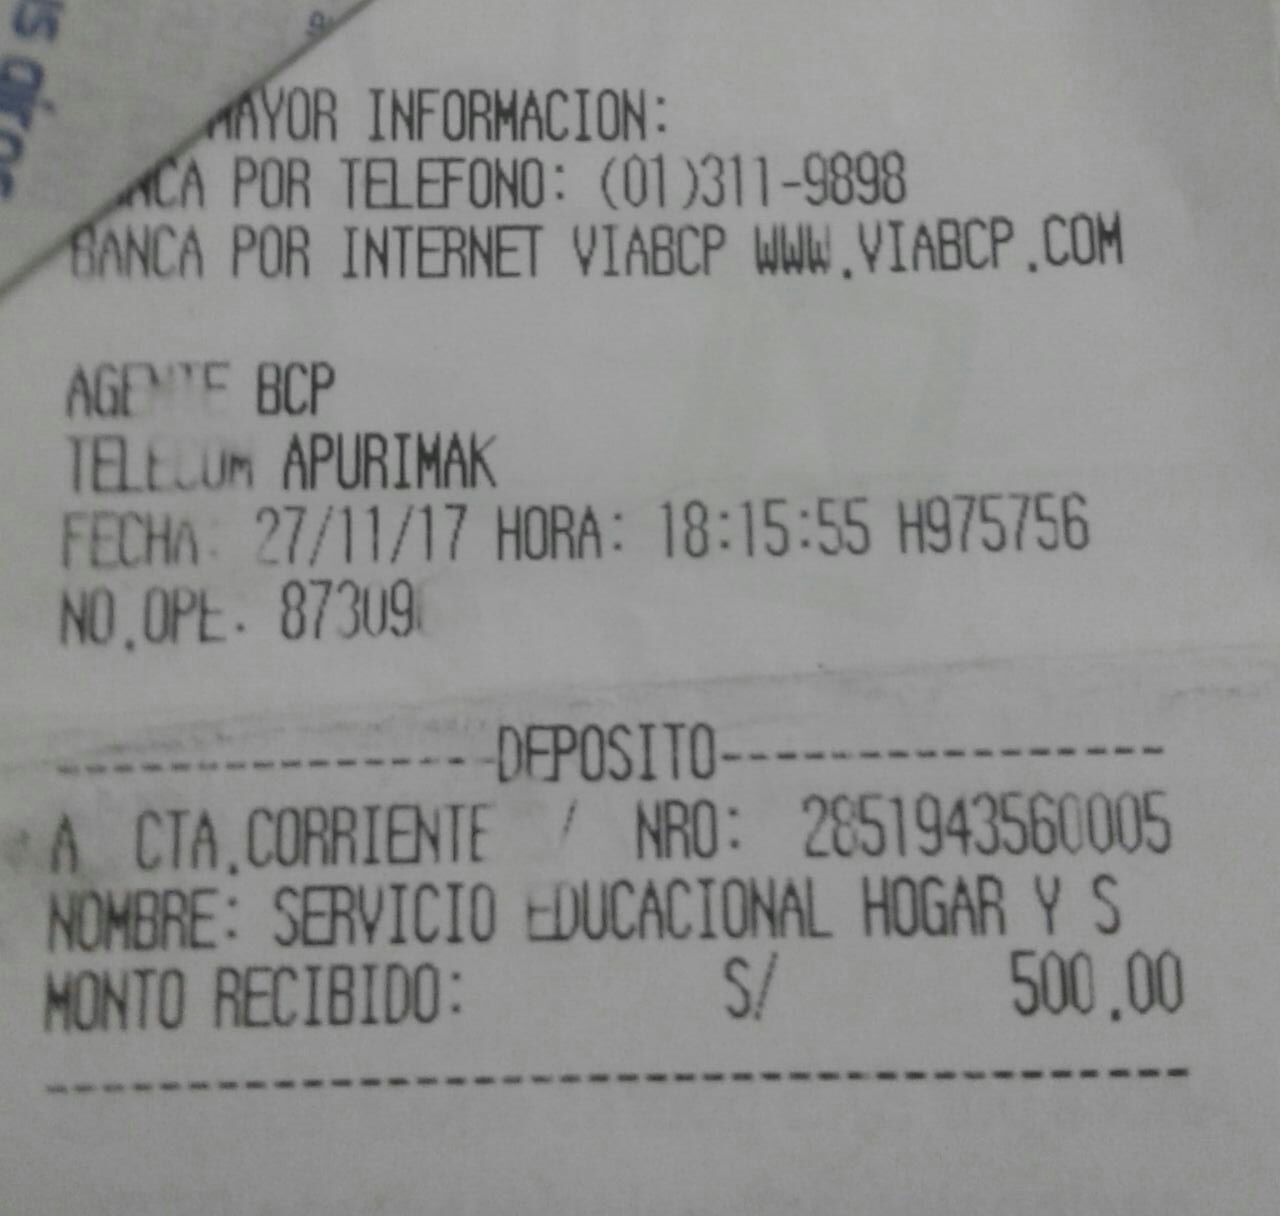 MAYOR INFORMACION:
POR TELEFONO: (01)311-9898
BANCA POR INTERNET VIABCP WWW.VIABCP.COM
AGENTE BCP
TELECOM APURIMAK
FECHA: 27/11/17 HORA: 18:15:55 H975756
NO.OPE.
----------------DEPOSITO----------------
A CTA.CORRIENTE / NRO: 2851943560005
NOMBRE: SERVICIO EDUCACIONAL HOGAR Y S
MONTO RECIBIDO: S/ 500.00